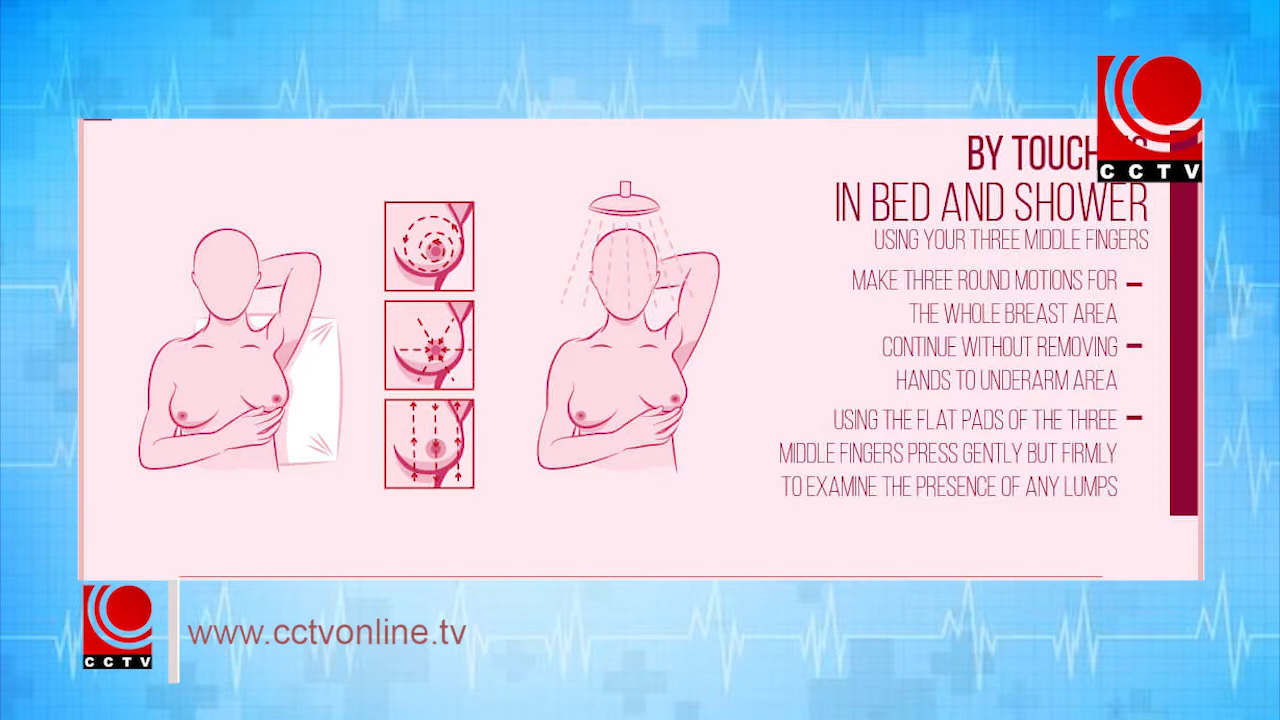 CCTV
BY TOUCH
IN BED AND SHOWER
USING YOUR THREE MIDDLE FINGERS
MAKE THREE ROUND MOTIONS FOR
THE WHOLE BREAST AREA
CONTINUE WITHOUT REMOVING
HANDS TO UNDERARM AREA
USING THE FLAT PADS OF THE THREE
MIDDLE FINGERS PRESS GENTLY BUT FIRMLY
TO EXAMINE THE PRESENCE OF ANY LUMPS
CCTV
www.cctvonline.tv